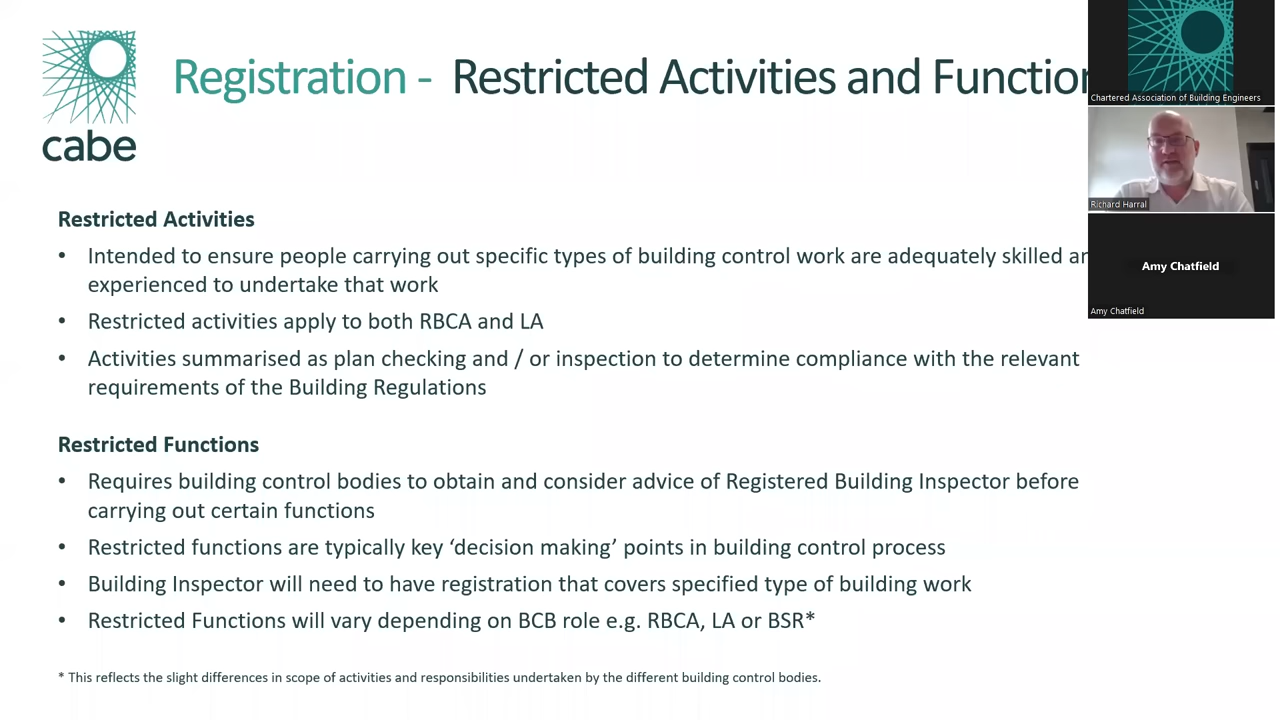 cabe
Registration - Restricted Activities and Function
Restricted Activities
• Intended to ensure people carrying out specific types of building control work are adequately skilled an
experienced to undertake that work
• Restricted activities apply to both RBCA and LA
• Activities summarised as plan checking and / or inspection to determine compliance with the relevant
requirements of the Building Regulations
Restricted Functions
• Requires building control bodies to obtain and consider advice of Registered Building Inspector before
carrying out certain functions
• Restricted functions are typically key ‘decision making’ points in building control process
• Building Inspector will need to have registration that covers specified type of building work
• Restricted Functions will vary depending on BCB role e.g. RBCA, LA or BSR*
* This reflects the slight differences in scope of activities and responsibilities undertaken by the different building control bodies.
Chartered Association of Building Engineers
Richard Harral
Amy Chatfield
Amy Chatfield